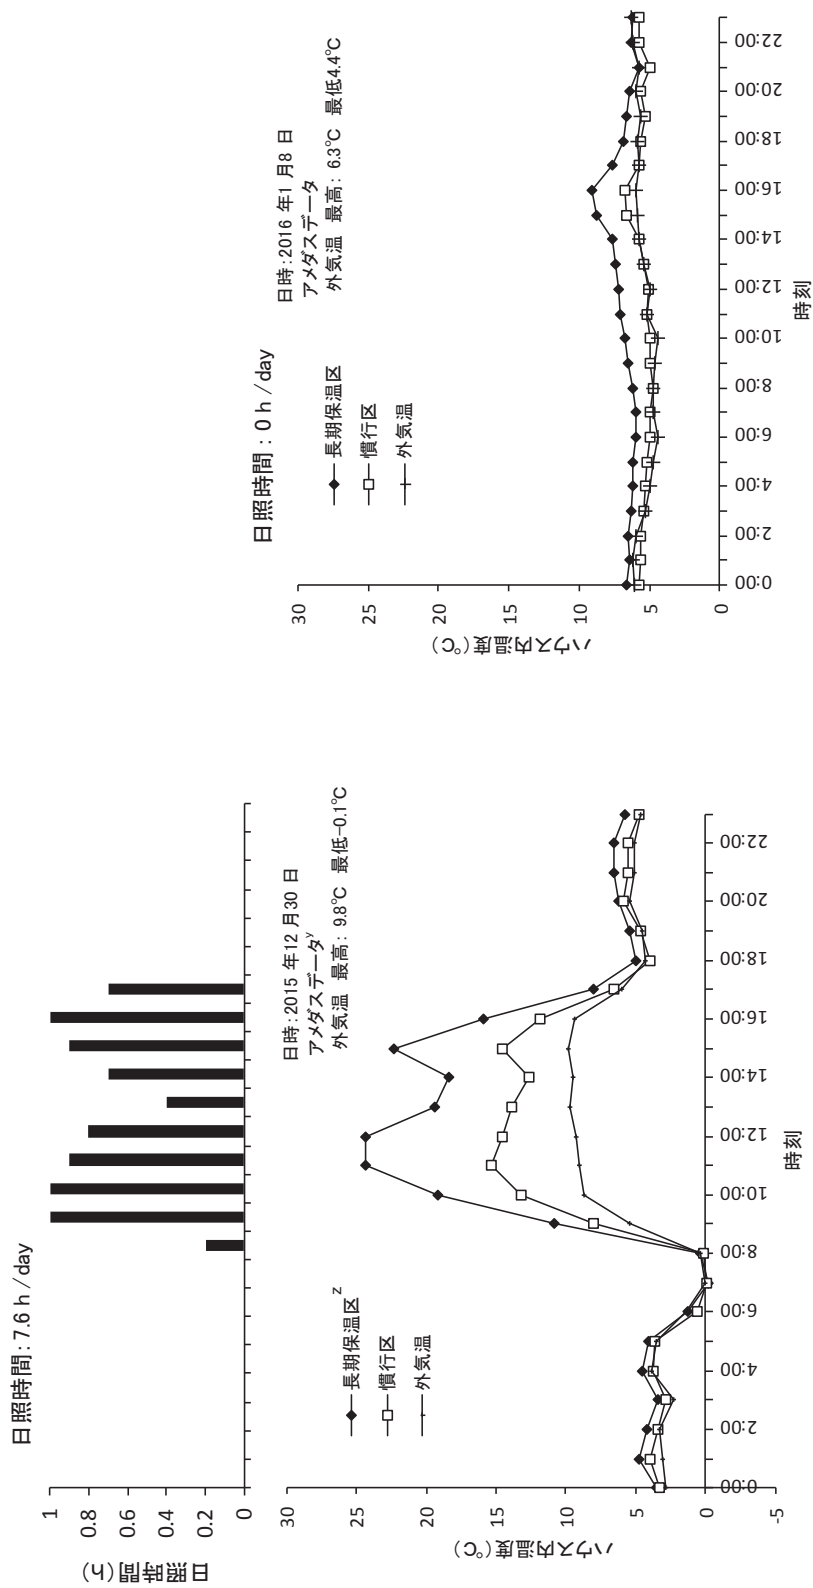 日照時間: 7.6 h /day
日照時間(h)
1
0.8
0.6
0.4
0.2
0
日時:2015 年12 月30 日
アメダスデータy
外気温 最高: 9.8℃ 最低-0.1℃
長期保温区z
慣行区
外気温
ハウス内温度(℃)
30
25
20
15
10
5
0
-5
0:00
2:00
4:00
6:00
8:00
10:00
12:00
14:00
16:00
18:00
20:00
22:00
時刻
日照時間 : 0 h /day
日時:2016 年1 月8 日
アメダスデータ
外気温 最高: 6.3℃ 最低4.4℃
長期保温区
慣行区
外気温
ハウス内温度(℃)
30
25
20
15
10
5
0
0:00
2:00
4:00
6:00
8:00
10:00
12:00
14:00
16:00
18:00
20:00
22:00
時刻